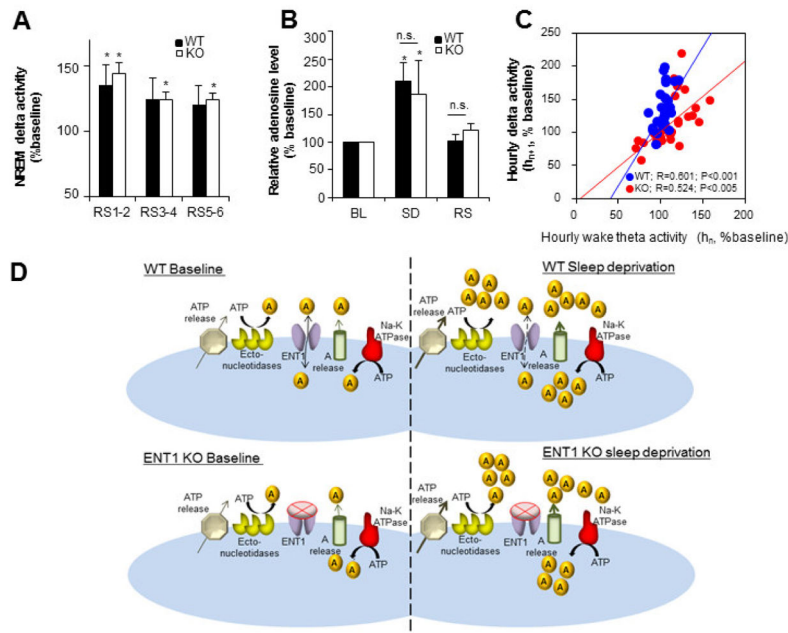 A
WT
KO
NREM delta activity
(%baseline)
150
100
50
* *
*
*
RS1-2 RS3-4 RS5-6
B
WT
KO
Relative adenosine level
(% baseline)
300
250
200
150
100
50
0
n.s.
* *
n.s.
BL SD RS
C
Hourly delta activity
(hn+1, % baseline)
250
200
150
100
50
0
WT; R=0.601; P<0.001
KO; R=0.524; P<0.005
0 50 100 150 200
Hourly wake theta activity (hn, %baseline)
D
WT Baseline
ATP
release
ATP
A
A
A
Na-K
ATPase
Ecto-
nucleotidases
ENT1
A
release
A
A
ATP
WT Sleep deprivation
A A
A A A
A
A A A A
A
ATP
release
ATP
Na-K
ATPase
Ecto-
nucleotidases
ENT1
A
release
A
A A
A A A
ATP
ENT1 KO Baseline
ATP
release
ATP
A
A
Na-K
ATPase
Ecto-
nucleotidases
ENT1
A
release
A A
ATP
ENT1 KO sleep deprivation
A A
A A
A
A
A A A A
ATP
release
ATP
Na-K
ATPase
Ecto-
nucleotidases
ENT1
A
release
A A
A A
ATP